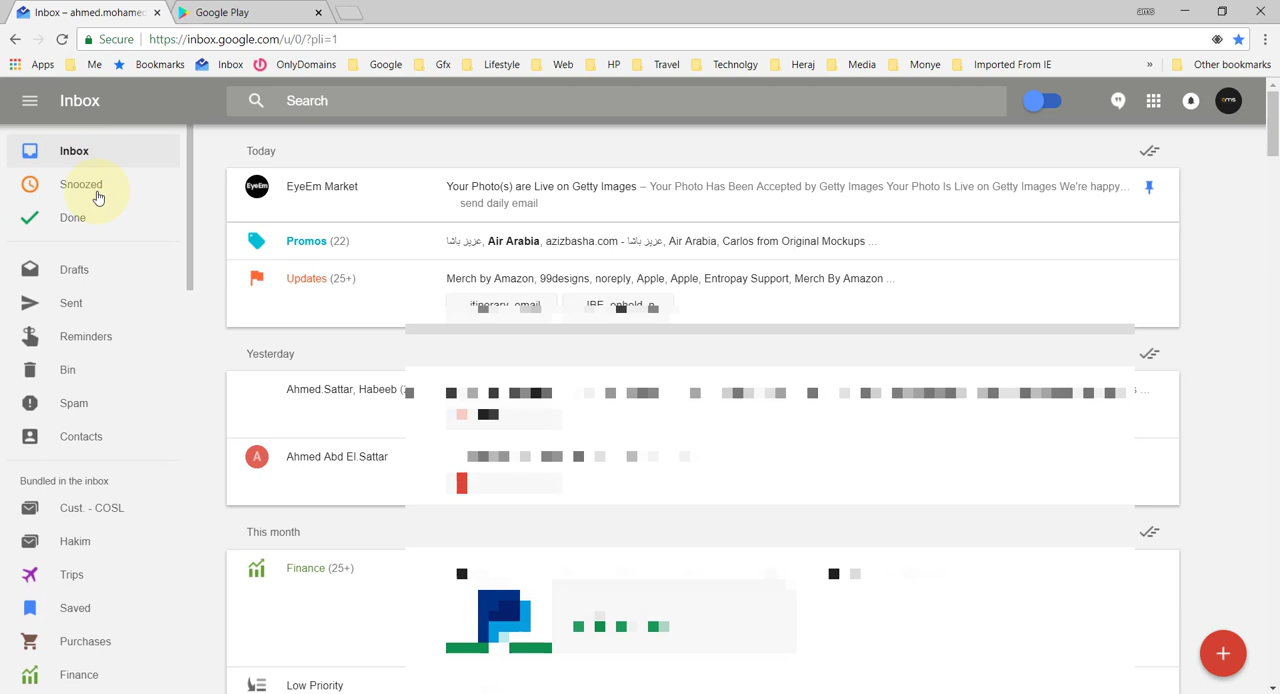 Inbox – ahmed.mohamed
Google Play
ams
Secure
https://inbox.google.com/u/0/?pli=1
Apps Me Bookmarks Inbox OnlyDomains Google Gfx Lifestyle Web HP Travel Technolgy Heraj Media Monye Imported From IE » Other bookmarks
Inbox
Search
ams
Inbox
Snoozed
Done
Drafts
Sent
Reminders
Bin
Spam
Contacts
Bundled in the inbox
Cust. - COSL
Hakim
Trips
Saved
Purchases
Finance
Today
EyeEm
EyeEm Market
Your Photo(s) are Live on Getty Images – Your Photo Has Been Accepted by Getty Images Your Photo Is Live on Getty Images We're happy...
send daily email
Promos (22)
عزيز باشا, Air Arabia, azizbasha.com - عزيز باشا, Air Arabia, Carlos from Original Mockups ...
Updates (25+)
Merch by Amazon, 99designs, noreply, Apple, Apple, Entropay Support, Merch By Amazon ...
Yesterday
Ahmed.Sattar, Habeeb
A
Ahmed Abd El.Sattar
This month
Finance (25+)
Low Priority